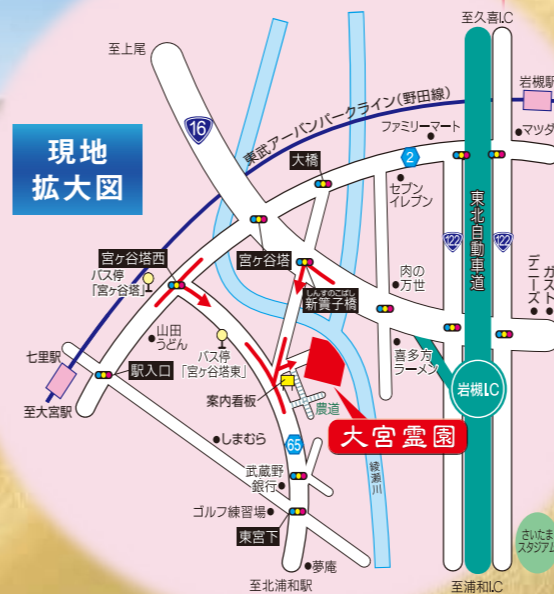 至久喜I.C
至上尾
岩槻駅
16
東武アーバンパークライン(野田線)
ファミリーマート
マツダ
現地
拡大図
大橋
2
セブン
イレブン
東北自動車道
122
122
宮ヶ谷塔西
宮ヶ谷塔
バス停
「宮ヶ谷塔」
しんすのこばし
新簀子橋
肉の
万世
ガスト
デニーズ
山田
うどん
バス停
「宮ヶ谷塔東」
喜多方
ラーメン
七里駅
駅入口
案内看板
岩槻I.C
至大宮駅
農道
大宮霊園
しまむら
65
武蔵野
銀行
綾瀬川
ゴルフ練習場
東宮下
さいたま
スタジアム
夢庵
至北浦和駅
至浦和I.C